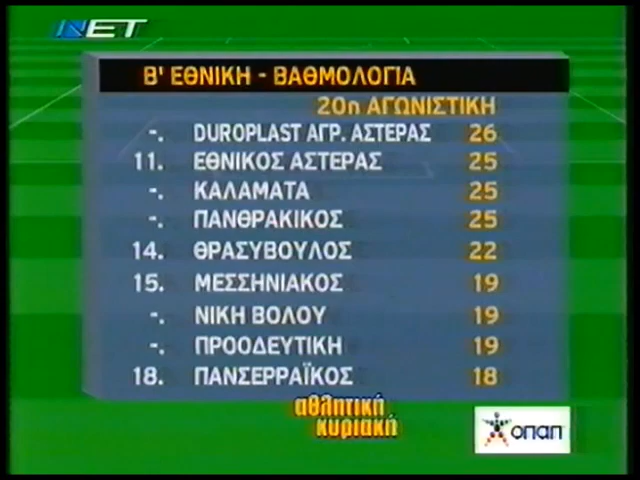 NET
Β' ΕΘΝΙΚΗ - ΒΑΘΜΟΛΟΓΙΑ
20η ΑΓΩΝΙΣΤΙΚΗ
-. DUROPLAST ΑΓΡ. ΑΣΤΕΡΑΣ 26
11. ΕΘΝΙΚΟΣ ΑΣΤΕΡΑΣ 25
-. ΚΑΛΑΜΑΤΑ 25
-. ΠΑΝΘΡΑΚΙΚΟΣ 25
14. ΘΡΑΣΥΒΟΥΛΟΣ 22
15. ΜΕΣΣΗΝΙΑΚΟΣ 19
-. ΝΙΚΗ ΒΟΛΟΥ 19
-. ΠΡΟΟΔΕΥΤΙΚΗ 19
18. ΠΑΝΣΕΡΡΑΪΚΟΣ 18
αθλητική
κυριακή
οπαπ